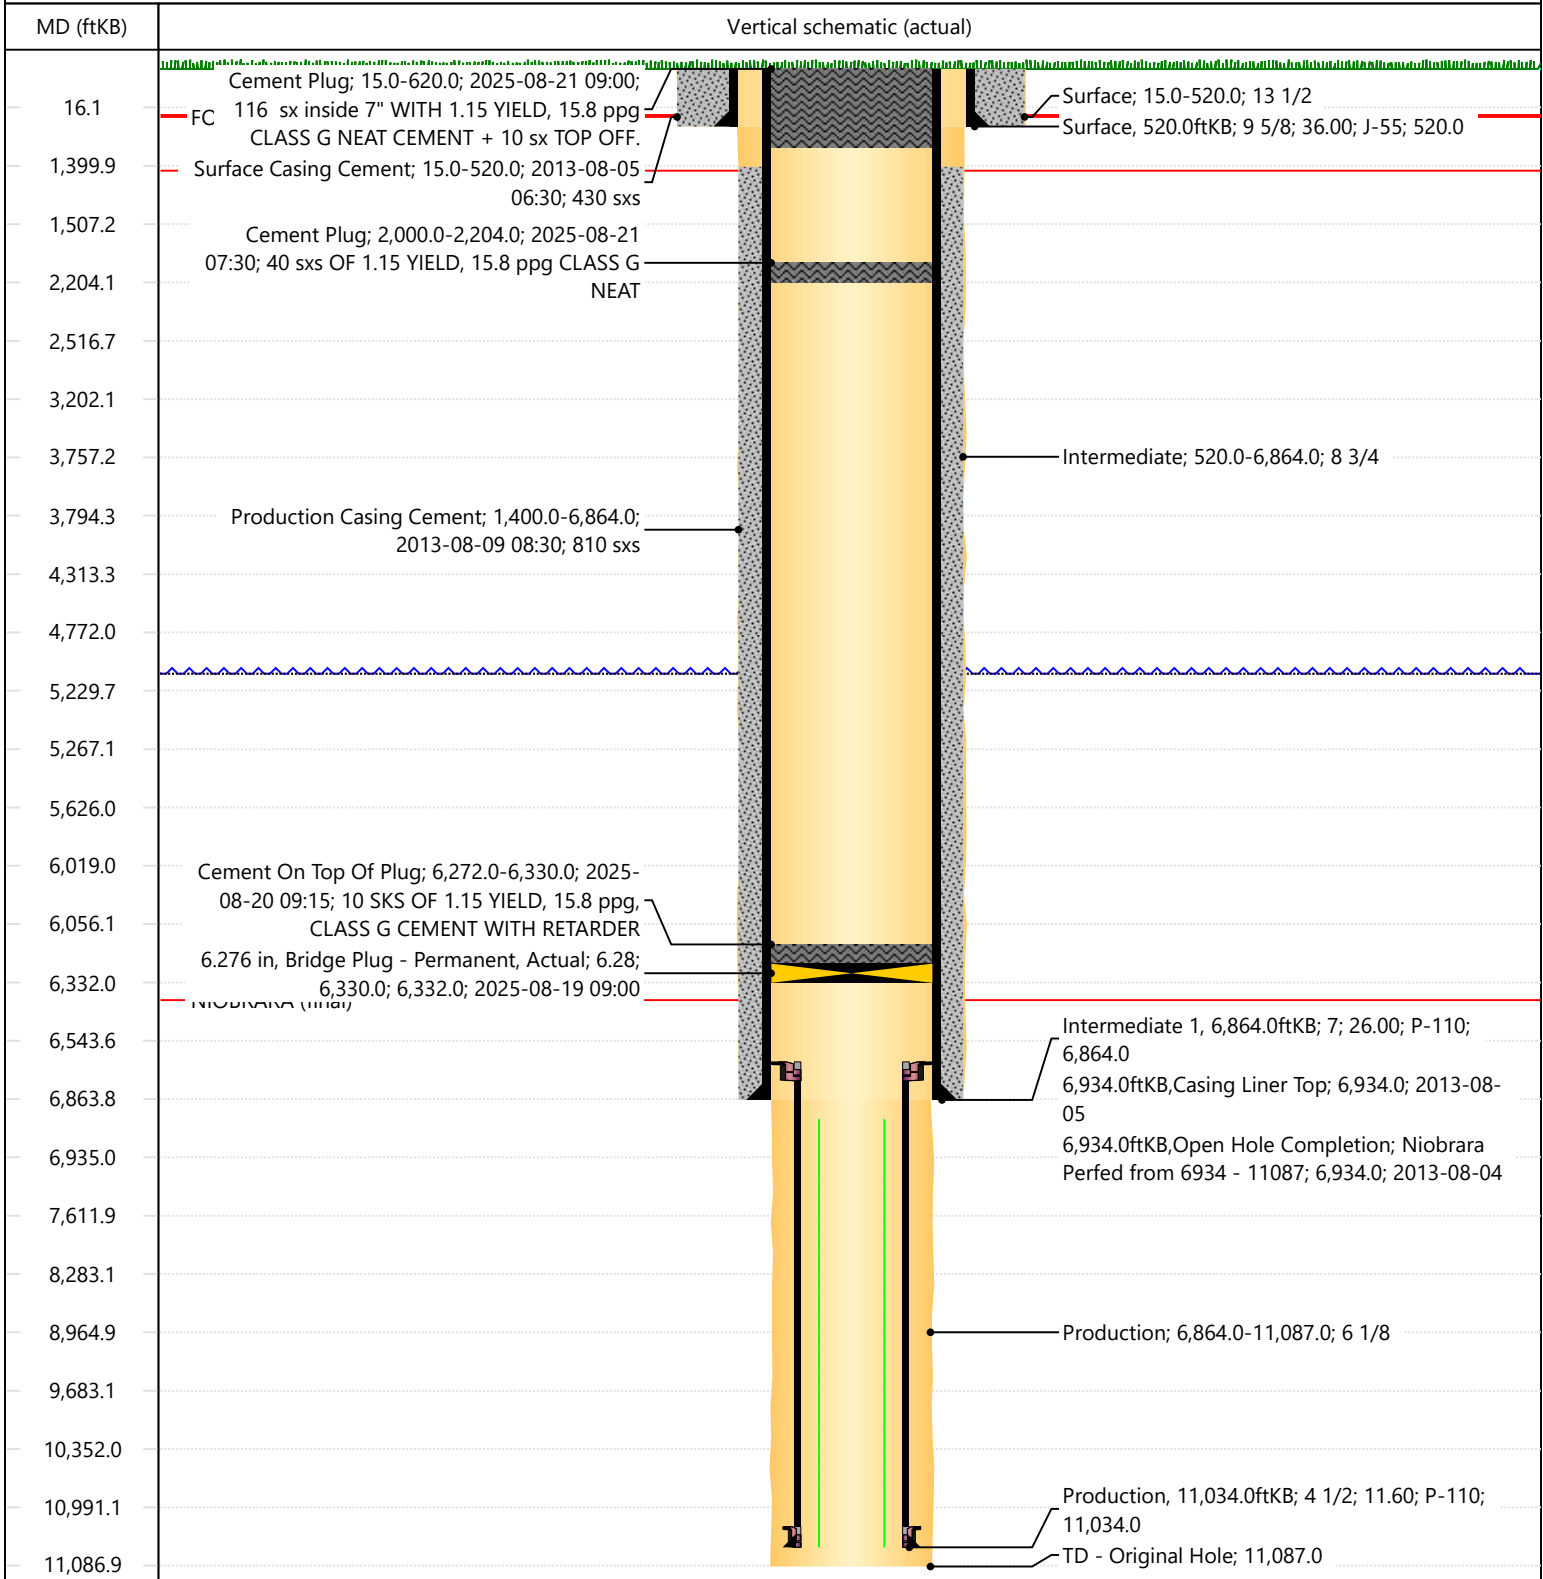 MD (ftKB)
Vertical schematic (actual)
16.1
1,399.9
1,507.2
2,204.1
2,516.7
3,202.1
3,757.2
3,794.3
4,313.3
4,772.0
5,229.7
5,267.1
5,626.0
6,019.0
6,056.1
6,332.0
6,543.6
6,863.8
6,935.0
7,611.9
8,283.1
8,964.9
9,683.1
10,352.0
10,991.1
11,086.9
Cement Plug; 15.0-620.0; 2025-08-21 09:00;
116 sx inside 7" WITH 1.15 YIELD, 15.8 ppg
CLASS G NEAT CEMENT + 10 sx TOP OFF.
Surface Casing Cement; 15.0-520.0; 2013-08-05
06:30; 430 sxs
Cement Plug; 2,000.0-2,204.0; 2025-08-21
07:30; 40 sxs OF 1.15 YIELD, 15.8 ppg CLASS G
NEAT
Production Casing Cement; 1,400.0-6,864.0;
2013-08-09 08:30; 810 sxs
Cement On Top Of Plug; 6,272.0-6,330.0; 2025-
08-20 09:15; 10 SKS OF 1.15 YIELD, 15.8 ppg,
CLASS G CEMENT WITH RETARDER
6.276 in, Bridge Plug - Permanent, Actual; 6.28;
6,330.0; 6,332.0; 2025-08-19 09:00
NIOBRARA (final)
Surface; 15.0-520.0; 13 1/2
Surface, 520.0ftKB; 9 5/8; 36.00; J-55; 520.0
Intermediate; 520.0-6,864.0; 8 3/4
Intermediate 1, 6,864.0ftKB; 7; 26.00; P-110;
6,864.0
6,934.0ftKB,Casing Liner Top; 6,934.0; 2013-08-
05
6,934.0ftKB,Open Hole Completion; Niobrara
Perfed from 6934 - 11087; 6,934.0; 2013-08-04
Production; 6,864.0-11,087.0; 6 1/8
Production, 11,034.0ftKB; 4 1/2; 11.60; P-110;
11,034.0
TD - Original Hole; 11,087.0